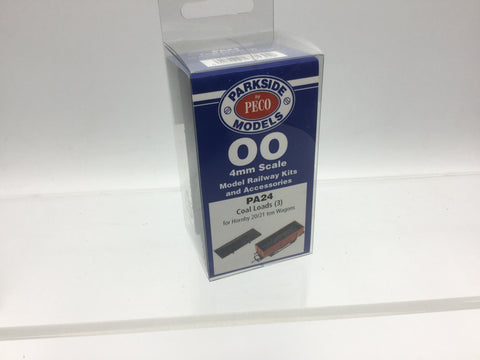 PARKSIDE
by
PECO
MODELS
OO
4mm Scale
Model Railway Kits
and Accessories
PA24
Coal Loads (3)
for Hornby 20/21 ton Wagons